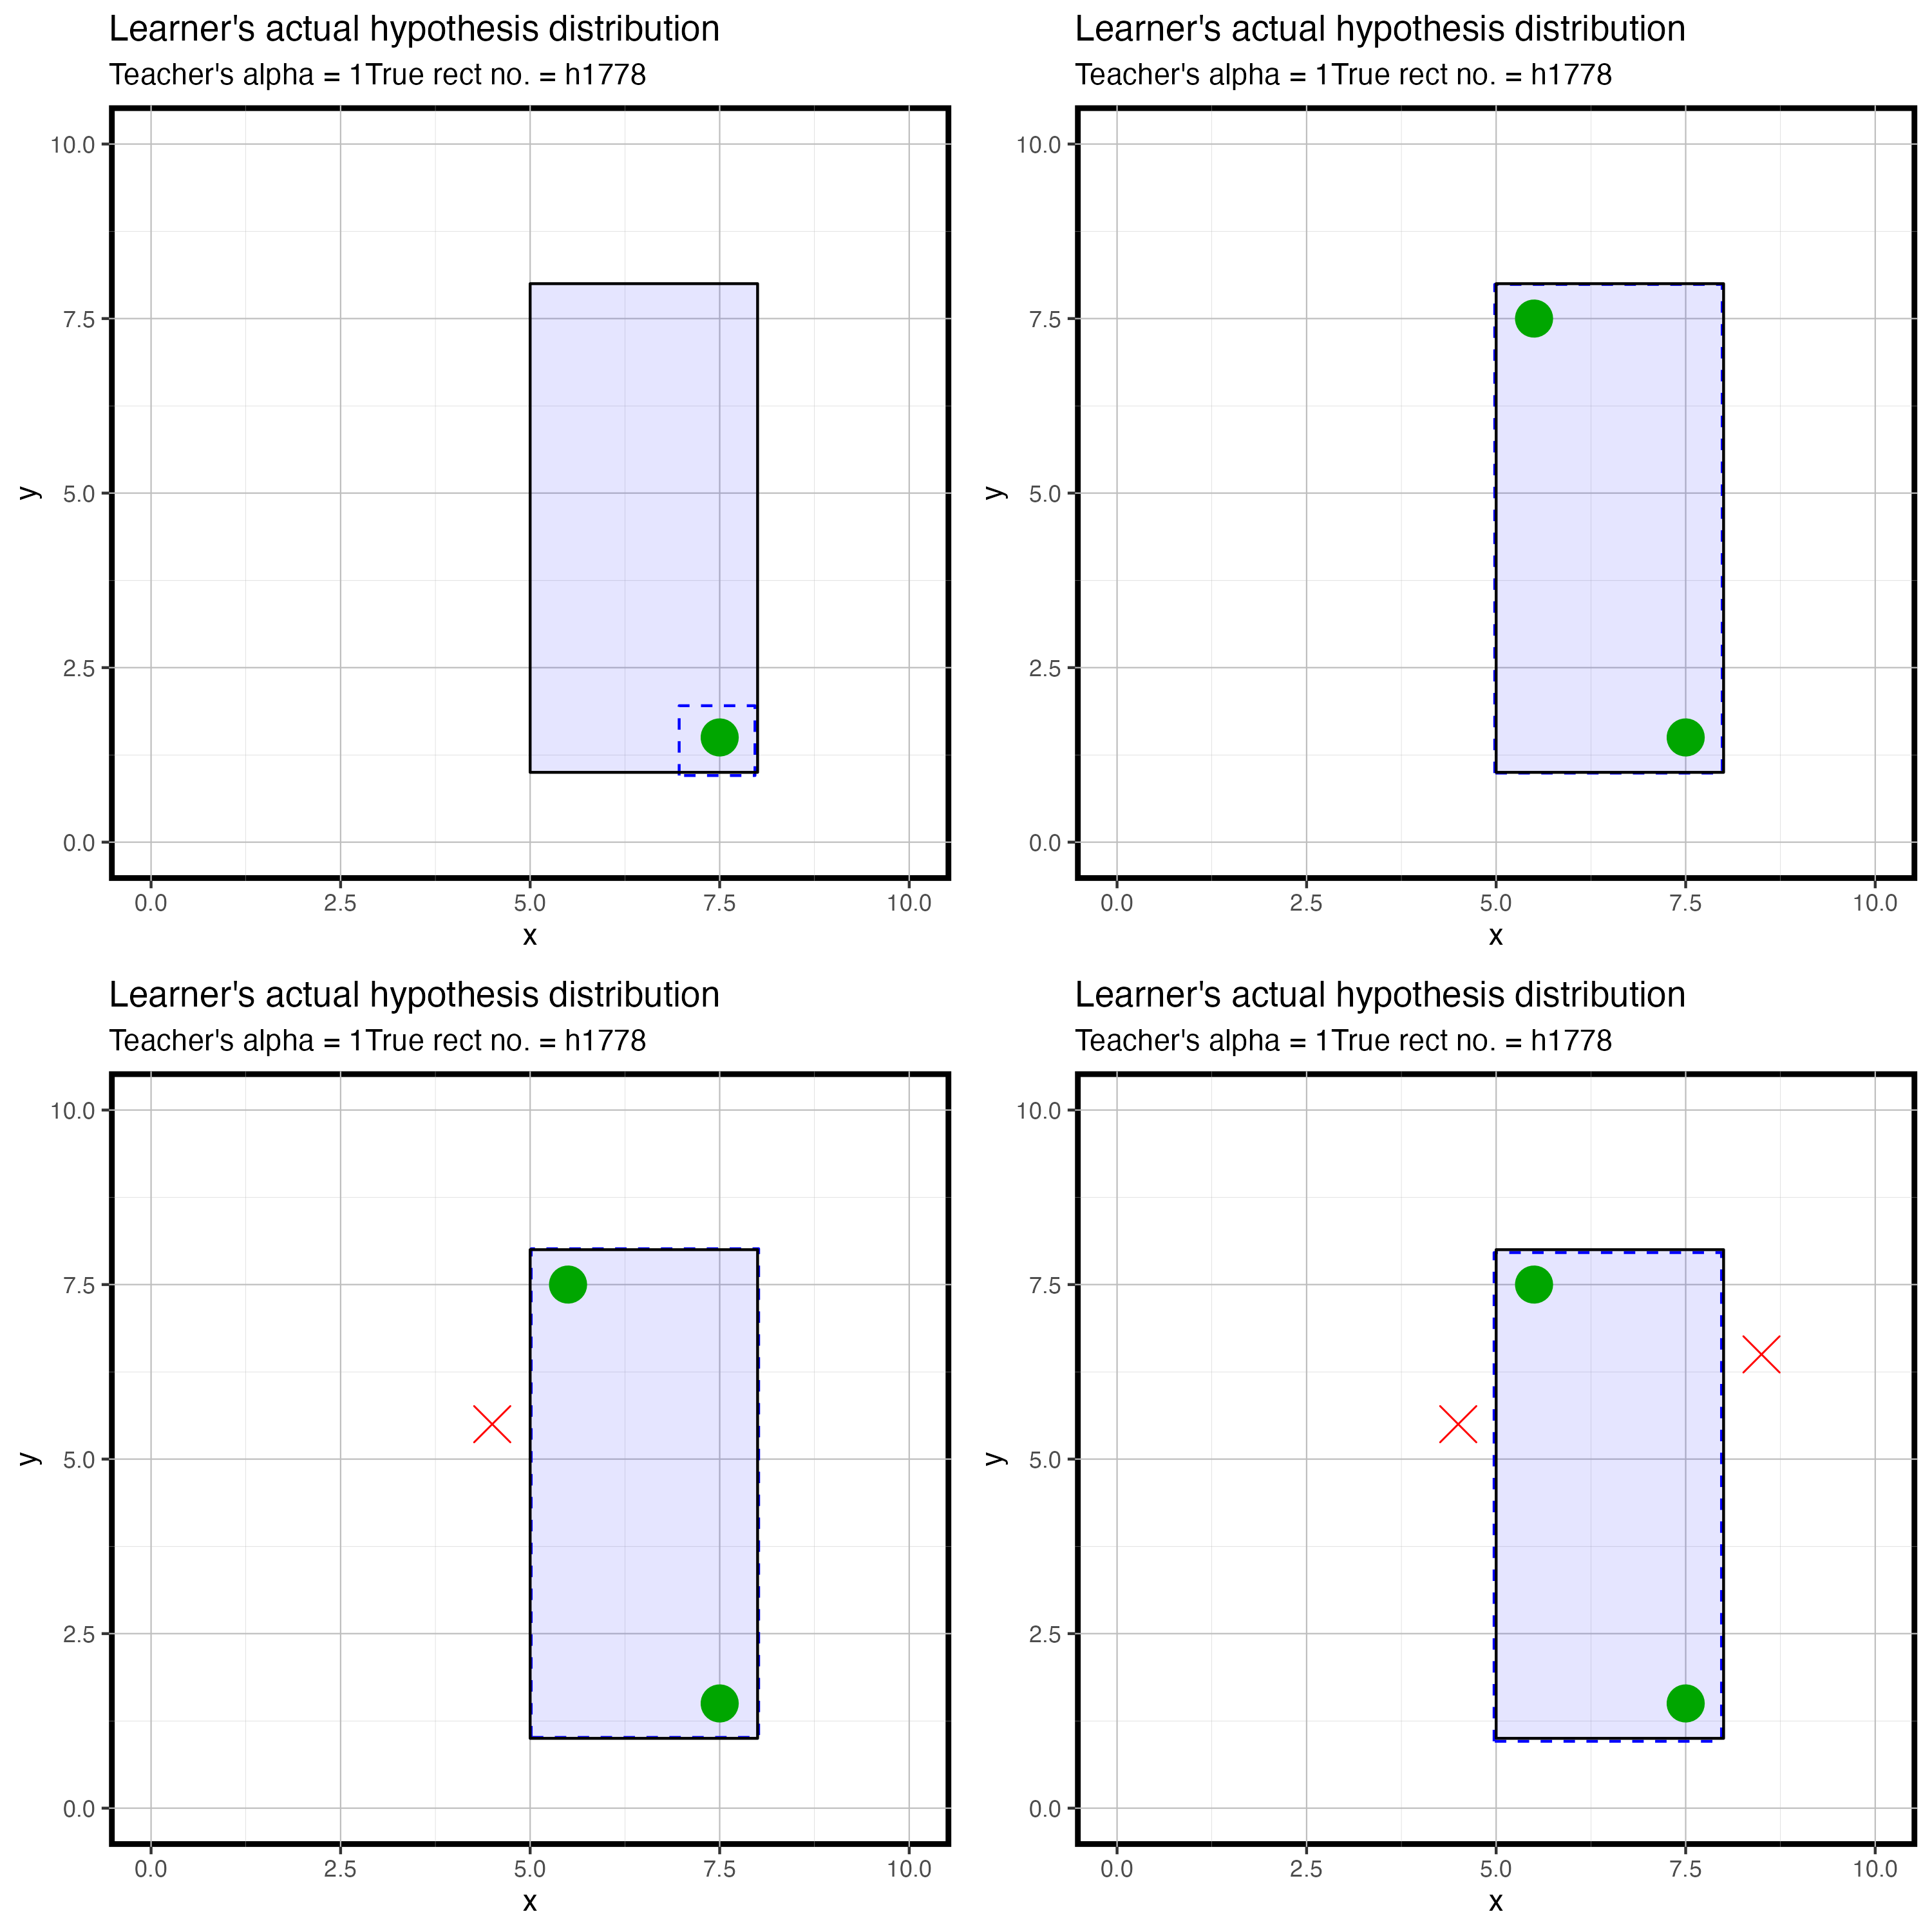 Learner's actual hypothesis distribution
Teacher's alpha = 1True rect no. = h1778
10.0
7.5
5.0
2.5
0.0
y
0.0 2.5 5.0 7.5 10.0
x
Learner's actual hypothesis distribution
Teacher's alpha = 1True rect no. = h1778
10.0
7.5
5.0
2.5
0.0
y
0.0 2.5 5.0 7.5 10.0
x
Learner's actual hypothesis distribution
Teacher's alpha = 1True rect no. = h1778
10.0
7.5
5.0
2.5
0.0
y
0.0 2.5 5.0 7.5 10.0
x
Learner's actual hypothesis distribution
Teacher's alpha = 1True rect no. = h1778
10.0
7.5
5.0
2.5
0.0
y
0.0 2.5 5.0 7.5 10.0
x